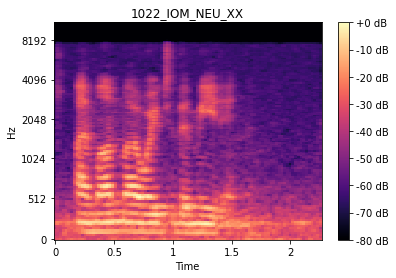 1022_IOM_NEU_XX
8192
4096
2048
1024
512
0
Hz
0
0.5
1
1.5
2
Time
+0 dB
-10 dB
-20 dB
-30 dB
-40 dB
-50 dB
-60 dB
-70 dB
-80 dB